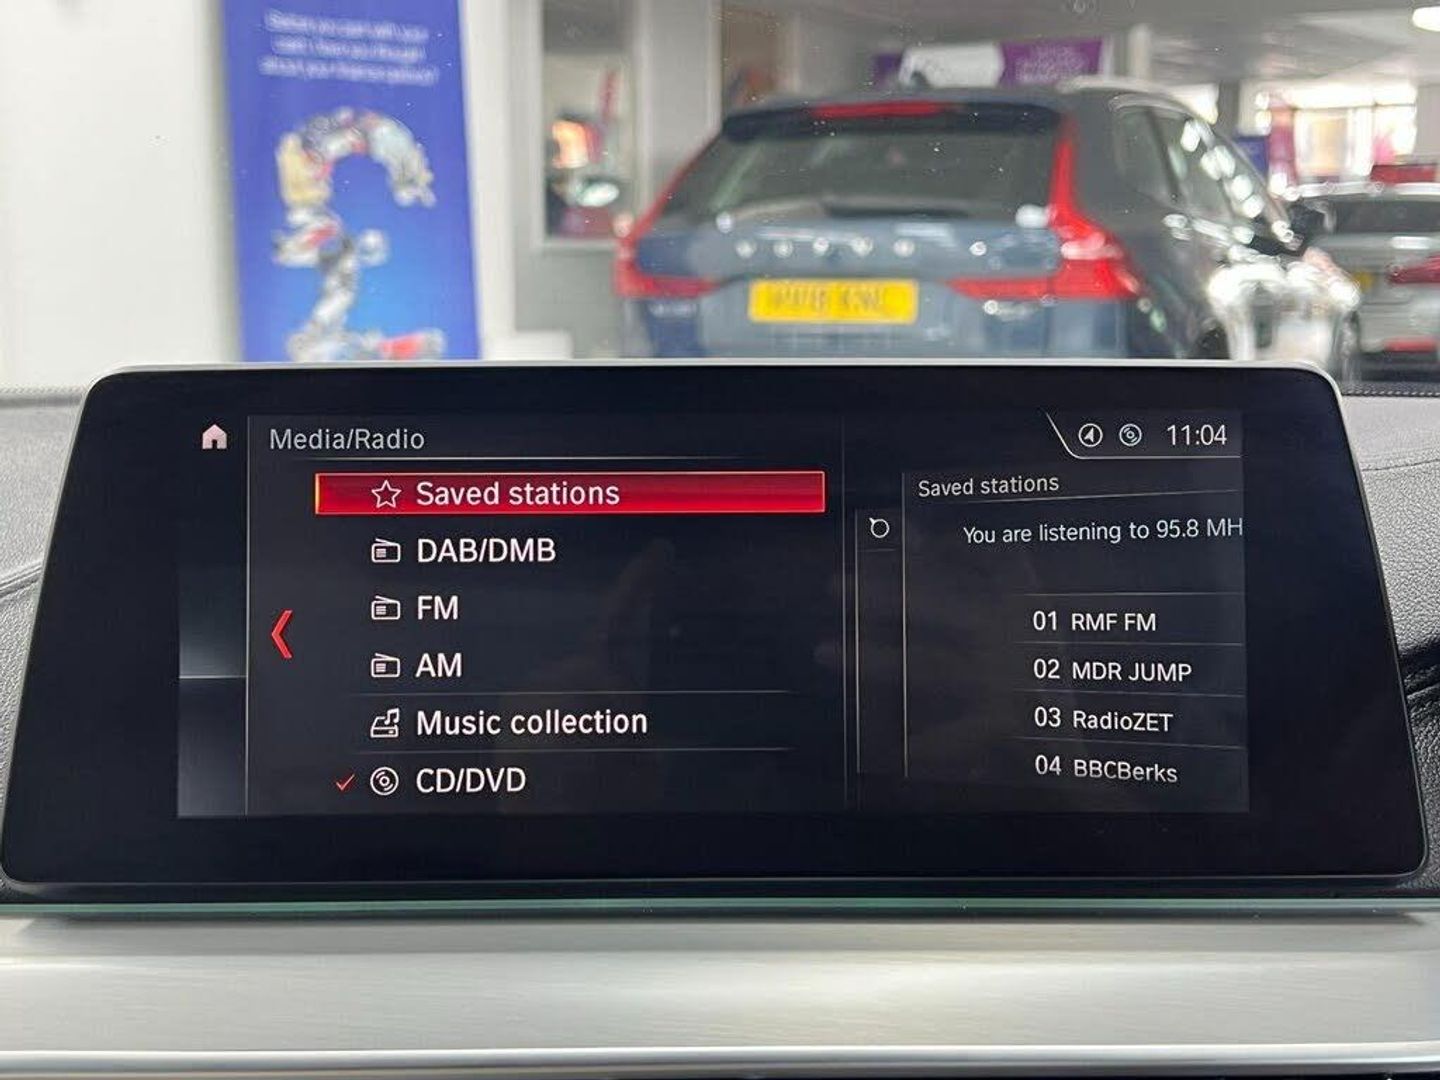 VOLVO
Media/Radio
11:04
Saved stations
DAB/DMB
FM
AM
Music collection
CD/DVD
Saved stations
You are listening to 95.8 MH
01 RMF FM
02 MDR JUMP
03 RadioZET
04 BBCBerks